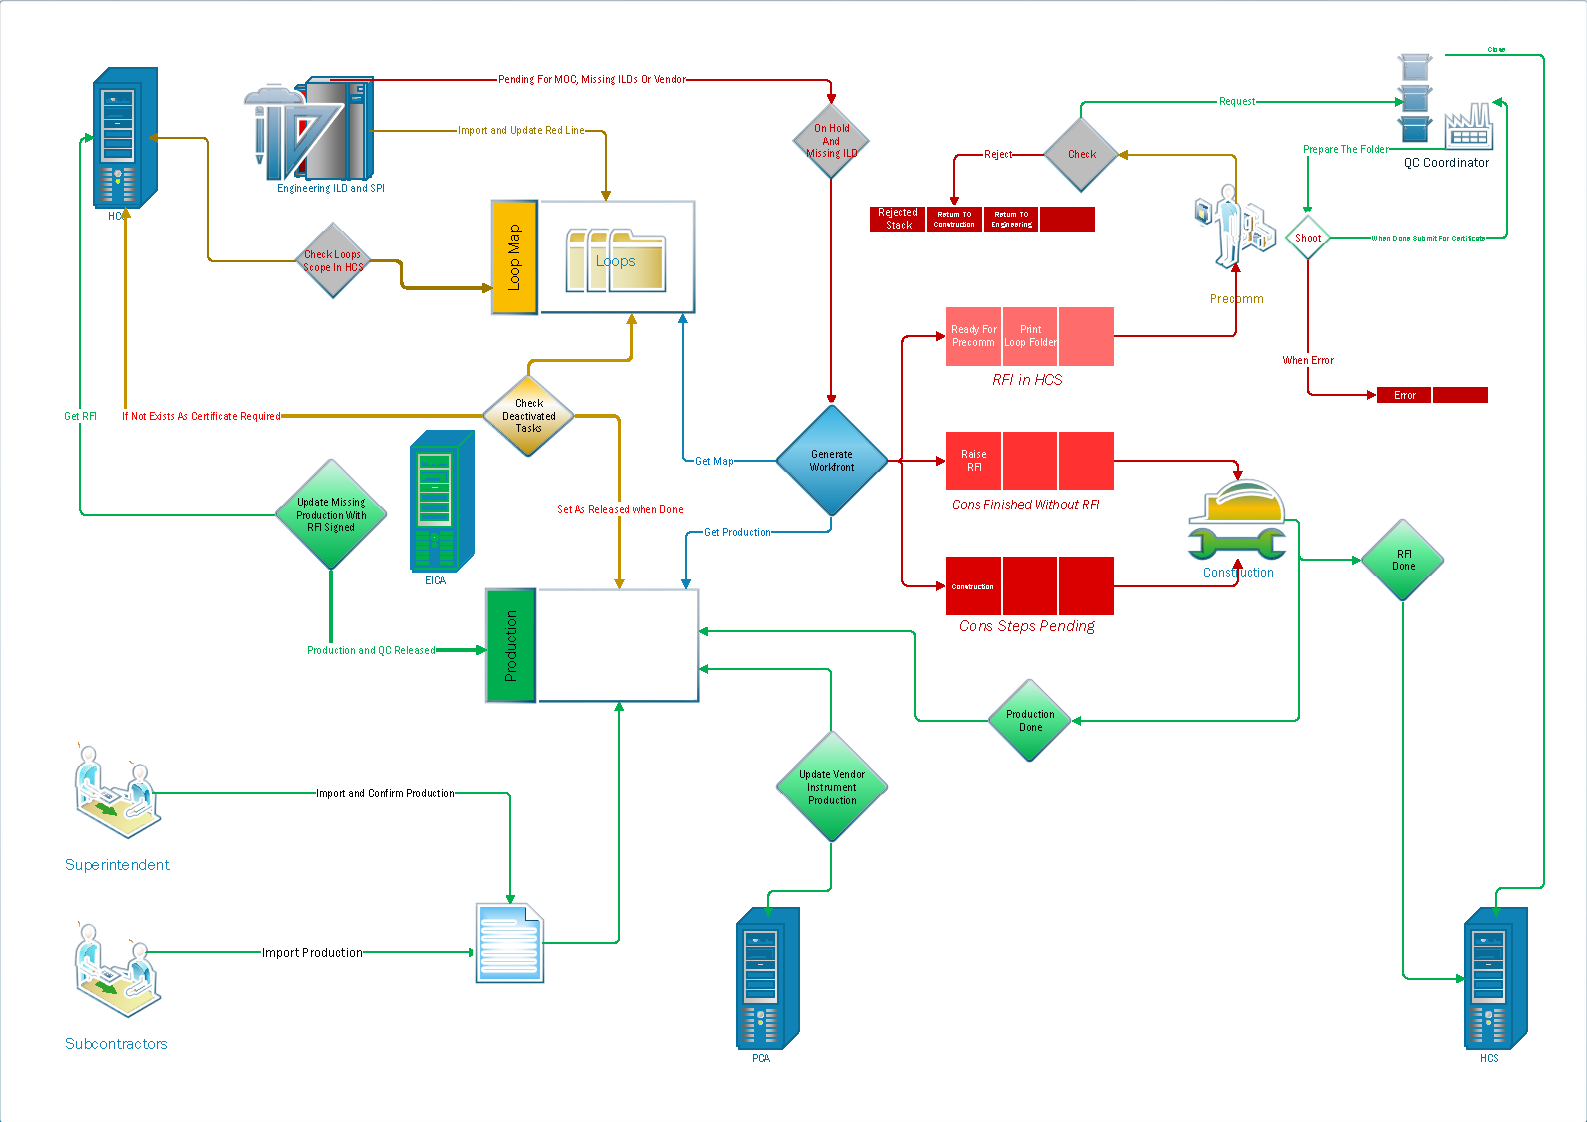 Close
Pending For MOC, Missing ILDs Or Vendor
Request
Import and Update Red Line
On Hold
And
Missing ILD
Reject
Check
Prepare The Folder
QC Coordinator
Engineering ILD and SPI
HCS
Rejected
Stack
Return To
Construction
Return TO
Engineering
Shoot
When Done Submit For Certificate
Check Loops
Scope In HCS
Loop Map
Loops
Precomm
Ready For
Precomm
Print
Loop Folder
RFI in HCS
When Error
Error
Get RFI
If Not Exists As Certificate Required
Check
Deactivated
Tasks
Get Map
Generate
Workfront
Raise
RFI
Cons Finished Without RFI
Update Missing
Production With
RFI Signed
Set As Released when Done
Get Production
EICA
Construction
RFI
Done
Construction
Cons Steps Pending
Production and QC Released
Production
Production
Done
Update Vendor
Instrument
Production
Import and Confirm Production
Superintendent
Import Production
Subcontractors
PCA
HCS